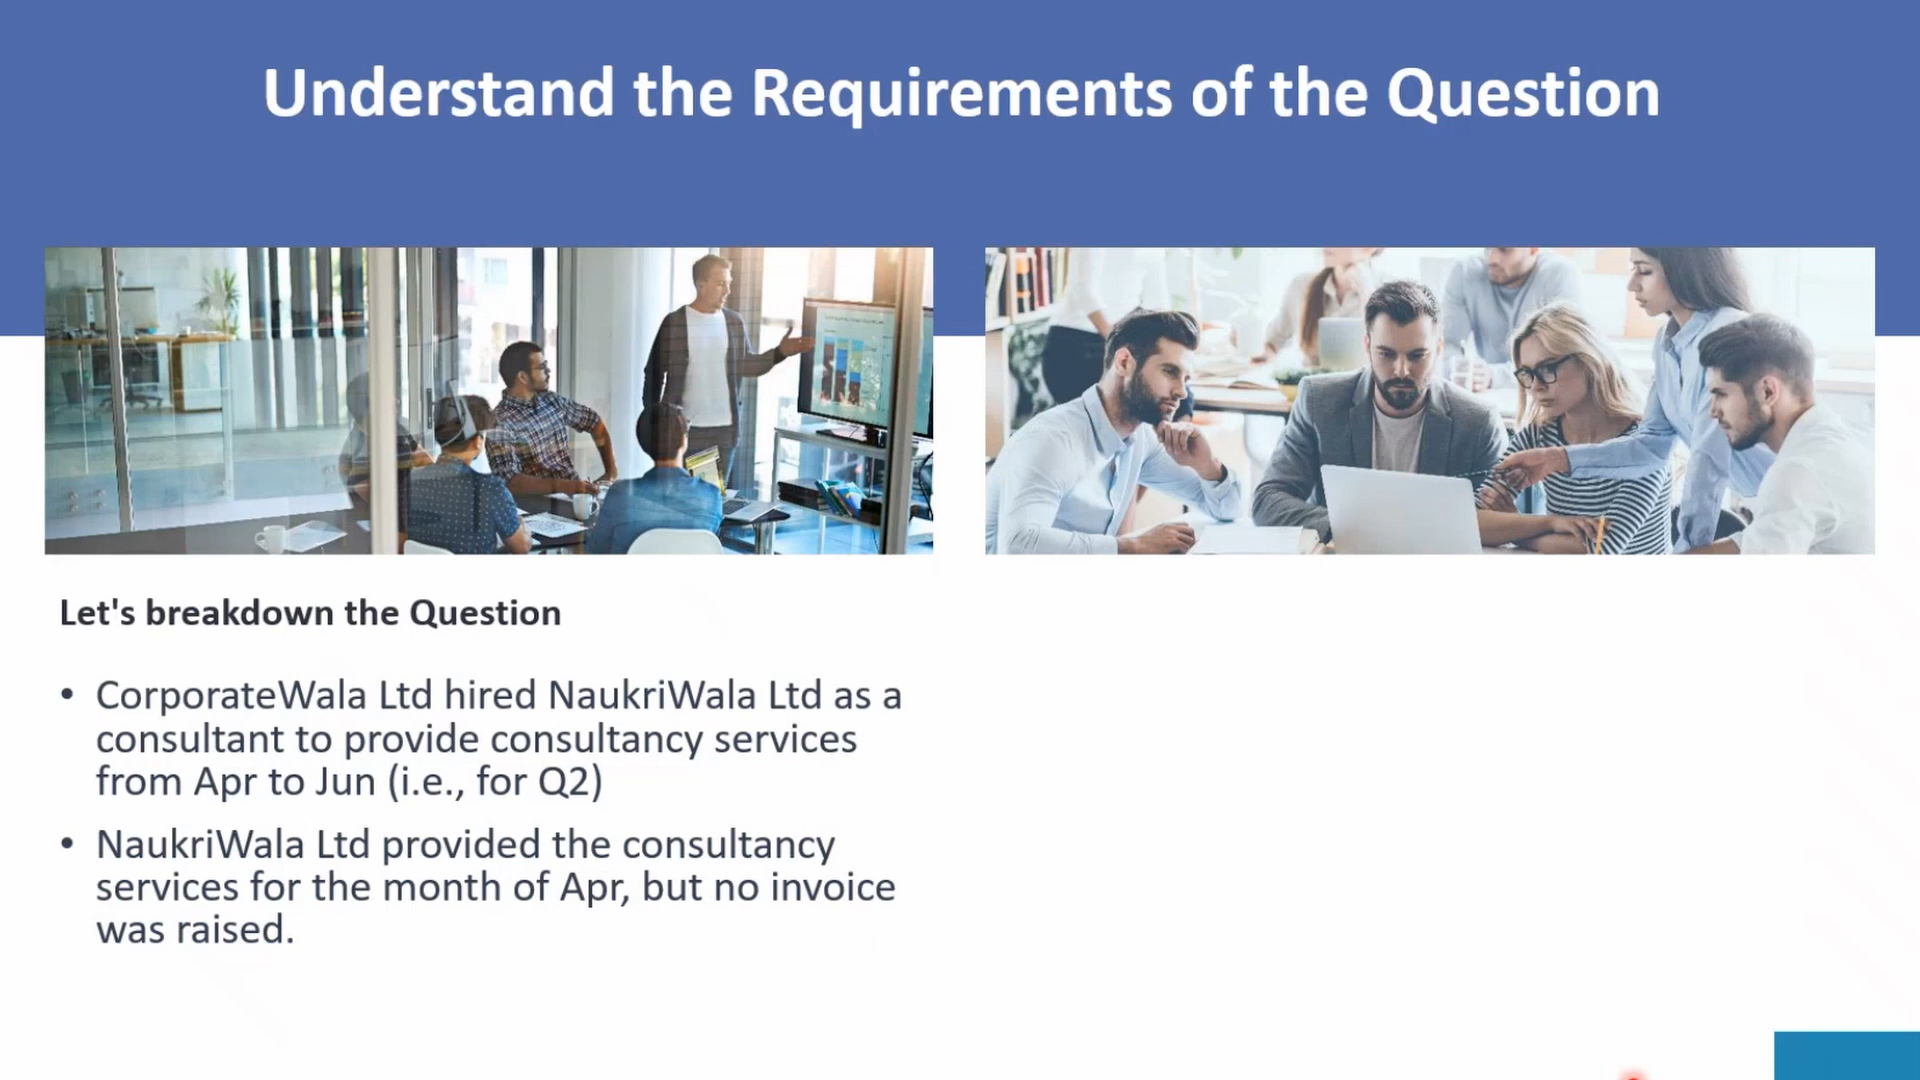 Understand the Requirements of the Question
Let's breakdown the Question
• CorporateWala Ltd hired NaukriWala Ltd as a
consultant to provide consultancy services
from Apr to Jun (i.e., for Q2)
• NaukriWala Ltd provided the consultancy
services for the month of Apr, but no invoice
was raised.